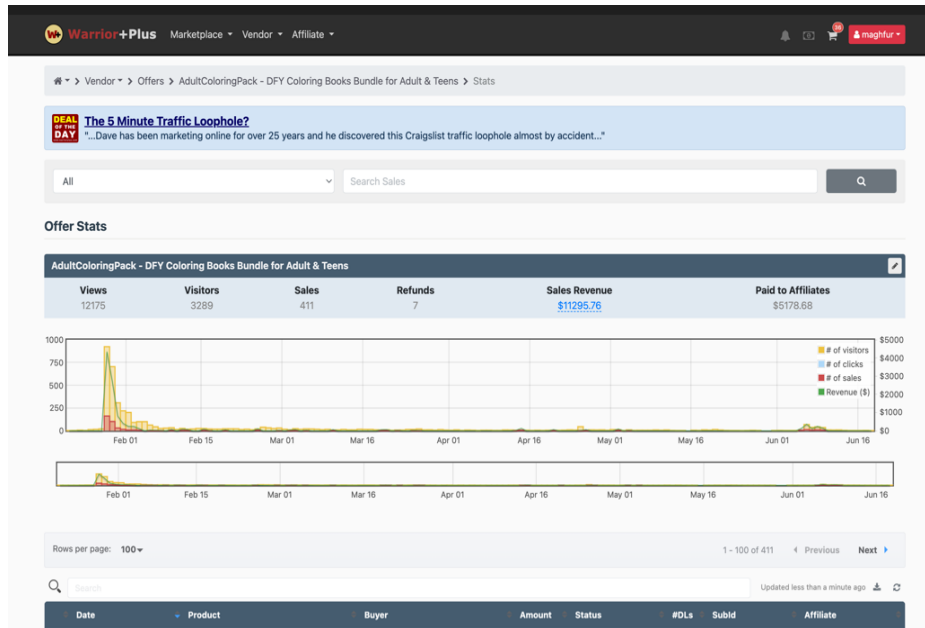 Warrior+Plus Marketplace Vendor Affiliate 56 maghfur
Vendor > Offers > AdultColoringPack - DFY Coloring Books Bundle for Adult & Teens > Stats
DEAL OF THE DAY
The 5 Minute Traffic Loophole?
"...Dave has been marketing online for over 25 years and he discovered this Craigslist traffic loophole almost by accident..."
All Search Sales
Offer Stats
AdultColoringPack - DFY Coloring Books Bundle for Adult & Teens
Views Visitors Sales Refunds Sales Revenue Paid to Affiliates
12175 3289 411 7 $11295.76 $5178.68
1000 $5000
# of visitors
750 $4000
# of clicks
# of sales
500 $3000
Revenue ($)
$2000
250
$1000
0 $0
Feb 01 Feb 15 Mar 01 Mar 16 Apr 01 Apr 16 May 01 May 16 Jun 01 Jun 16
Feb 01 Feb 15 Mar 01 Mar 16 Apr 01 Apr 16 May 01 May 16 Jun 01 Jun 16
Rows per page: 100 1 - 100 of 411 Previous Next
Search Updated less than a minute ago
Date Product Buyer Amount Status #DLs SubId Affiliate